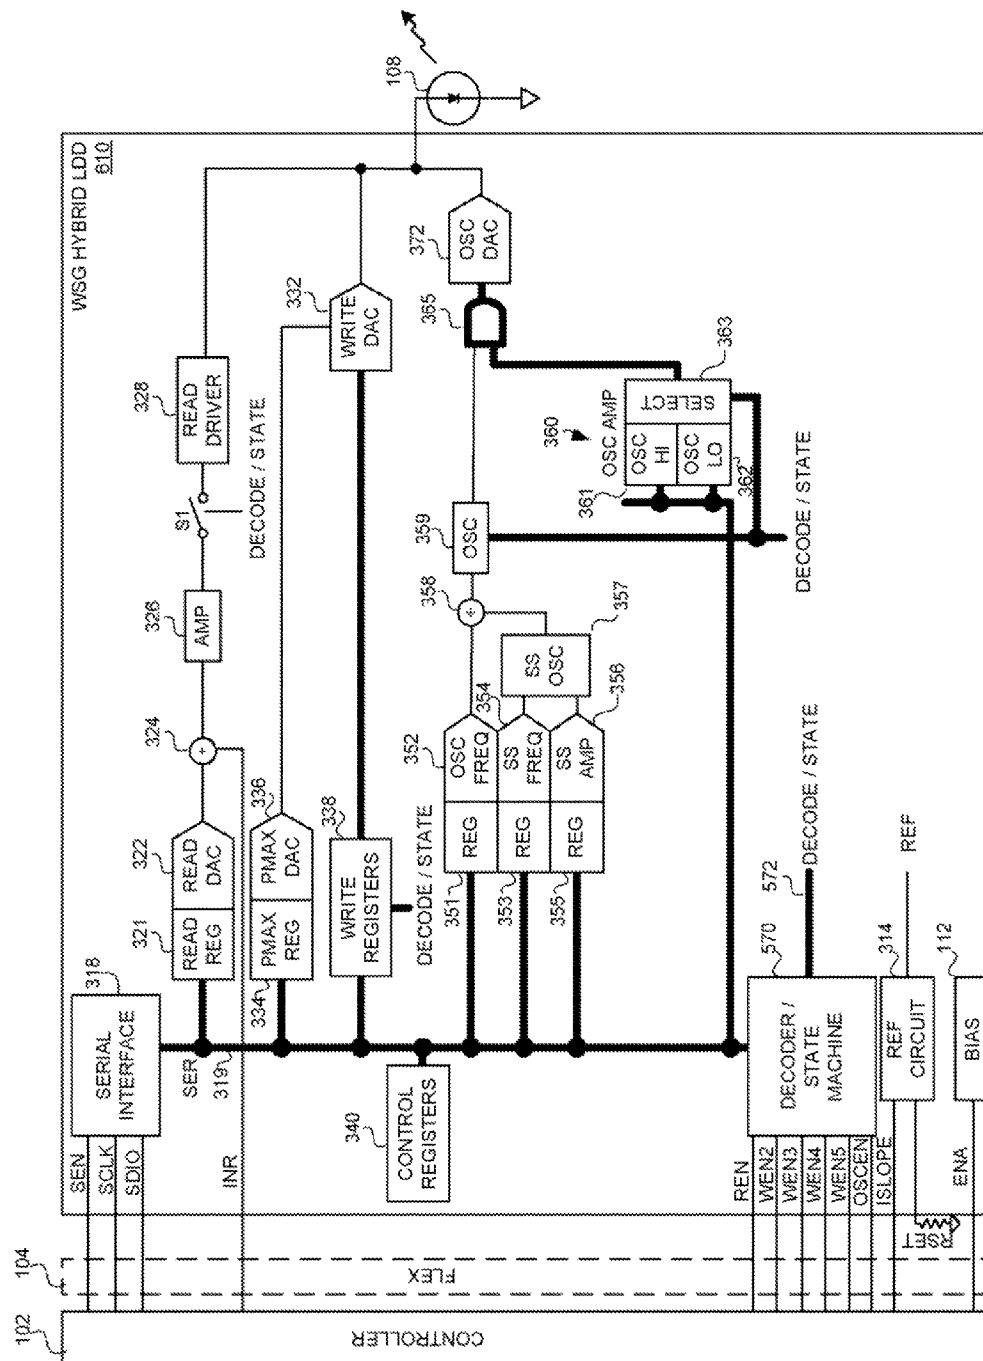 WSG HYBRID LDD
610
108
102
CONTROLLER
104
FLEX
SEN
SCLK
SDIO
INR
SERIAL
INTERFACE
318
SER
319
321
READ
REG
322
READ
DAC
324
+
326
AMP
S1
DECODE / STATE
328
READ
DRIVER
334
PMAX
REG
336
PMAX
DAC
338
WRITE
REGISTERS
DECODE / STATE
332
WRITE
DAC
340
CONTROL
REGISTERS
351
REG
352
OSC
FREQ
353
REG
354
SS
FREQ
355
REG
356
SS
AMP
357
SS
OSC
358
359
OSC
360
OSC AMP
361
OSC
HI
362
OSC
LO
363
SELECT
DECODE / STATE
365
372
OSC
DAC
REN
WEN2
WEN3
WEN4
WEN5
OSCEN
ISLOPE
RSET
ENA
570
DECODER /
STATE
MACHINE
572
DECODE / STATE
314
REF
CIRCUIT
REF
112
BIAS